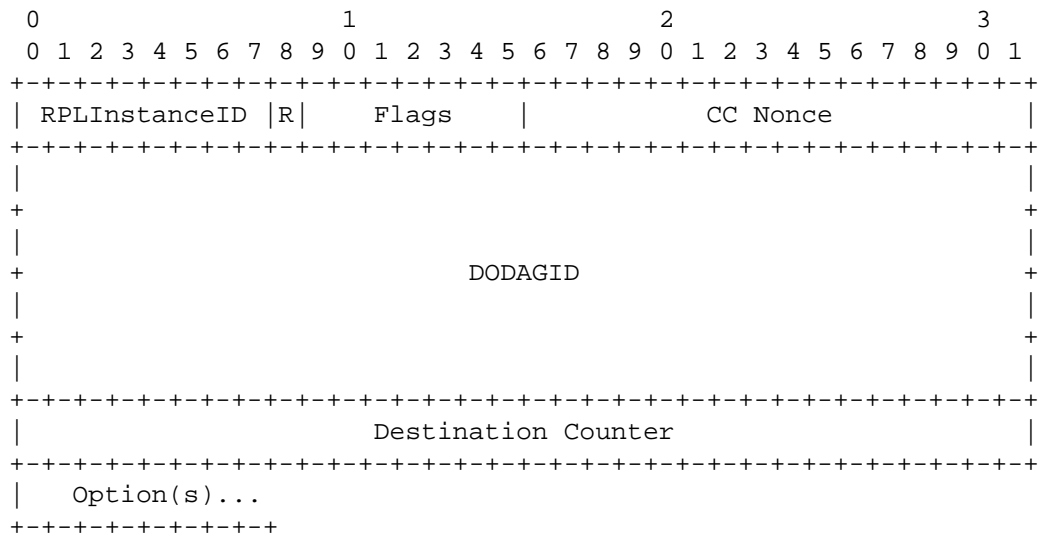 0                   1                   2                   3
 0 1 2 3 4 5 6 7 8 9 0 1 2 3 4 5 6 7 8 9 0 1 2 3 4 5 6 7 8 9 0 1
+-+-+-+-+-+-+-+-+-+-+-+-+-+-+-+-+-+-+-+-+-+-+-+-+-+-+-+-+-+-+-+-+
| RPLInstanceID |R|    Flags    |           CC Nonce            |
+-+-+-+-+-+-+-+-+-+-+-+-+-+-+-+-+-+-+-+-+-+-+-+-+-+-+-+-+-+-+-+-+
|                                                               |
+                                                               +
|                                                               |
+                            DODAGID                            +
|                                                               |
+                                                               +
|                                                               |
+-+-+-+-+-+-+-+-+-+-+-+-+-+-+-+-+-+-+-+-+-+-+-+-+-+-+-+-+-+-+-+-+
|                      Destination Counter                      |
+-+-+-+-+-+-+-+-+-+-+-+-+-+-+-+-+-+-+-+-+-+-+-+-+-+-+-+-+-+-+-+-+
|   Option(s)...
+-+-+-+-+-+-+-+-+